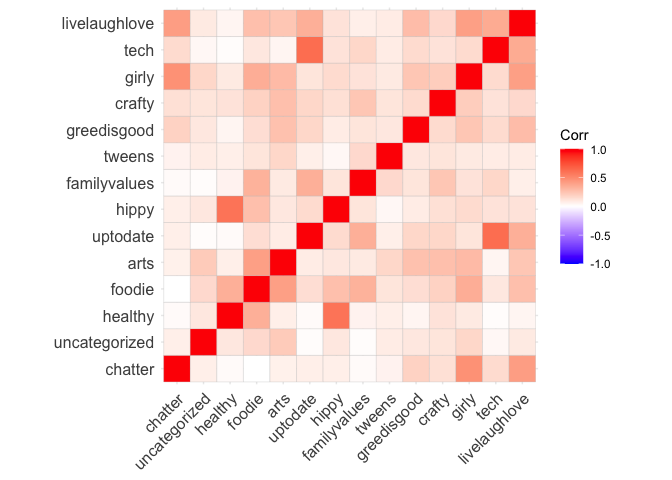 livelaughlove
tech
girly
crafty
greedisgood
tweens
familyvalues
hippy
uptodate
arts
foodie
healthy
uncategorized
chatter
chatter
uncategorized
healthy
foodie
arts
uptodate
hippy
familyvalues
tweens
greedisgood
crafty
girly
tech
livelaughlove
Corr
1.0
0.5
0.0
-0.5
-1.0